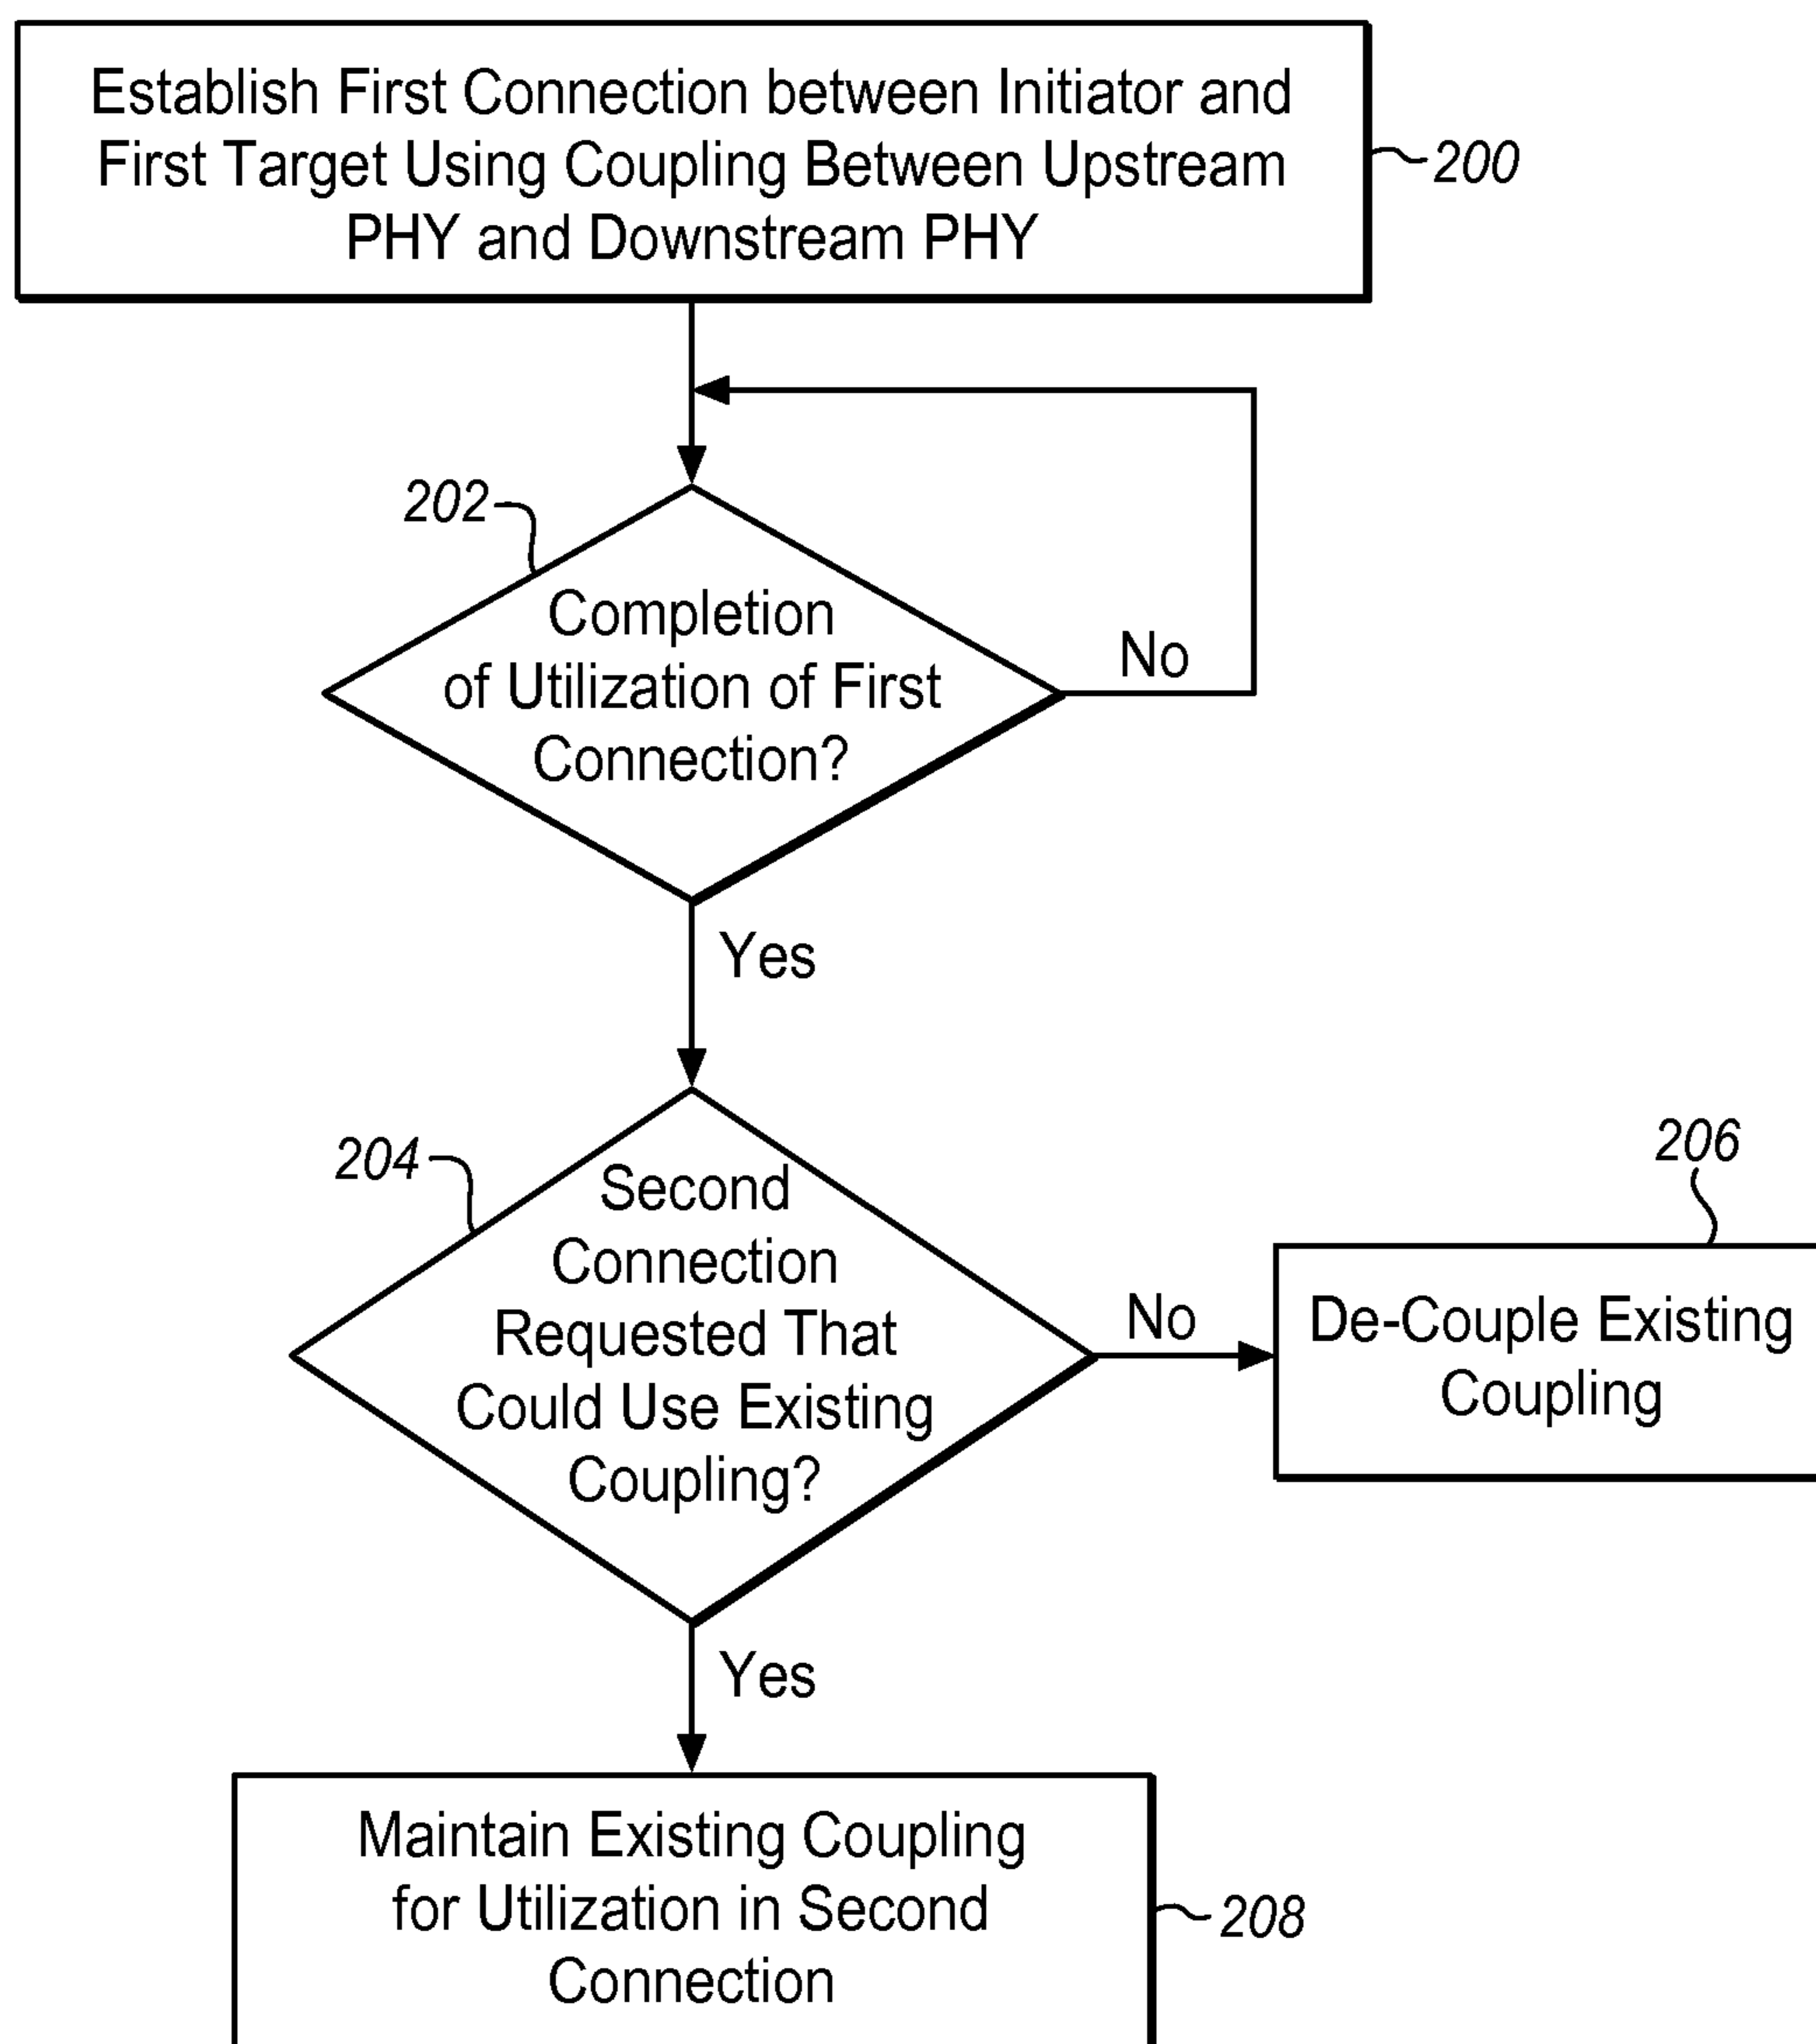 Establish First Connection between Initiator and
First Target Using Coupling Between Upstream
PHY and Downstream PHY
200
202
Completion
of Utilization of First
Connection?
No
Yes
204
Second
Connection
Requested That
Could Use Existing
Coupling?
No
206
De-Couple Existing
Coupling
Yes
Maintain Existing Coupling
for Utilization in Second
Connection
208